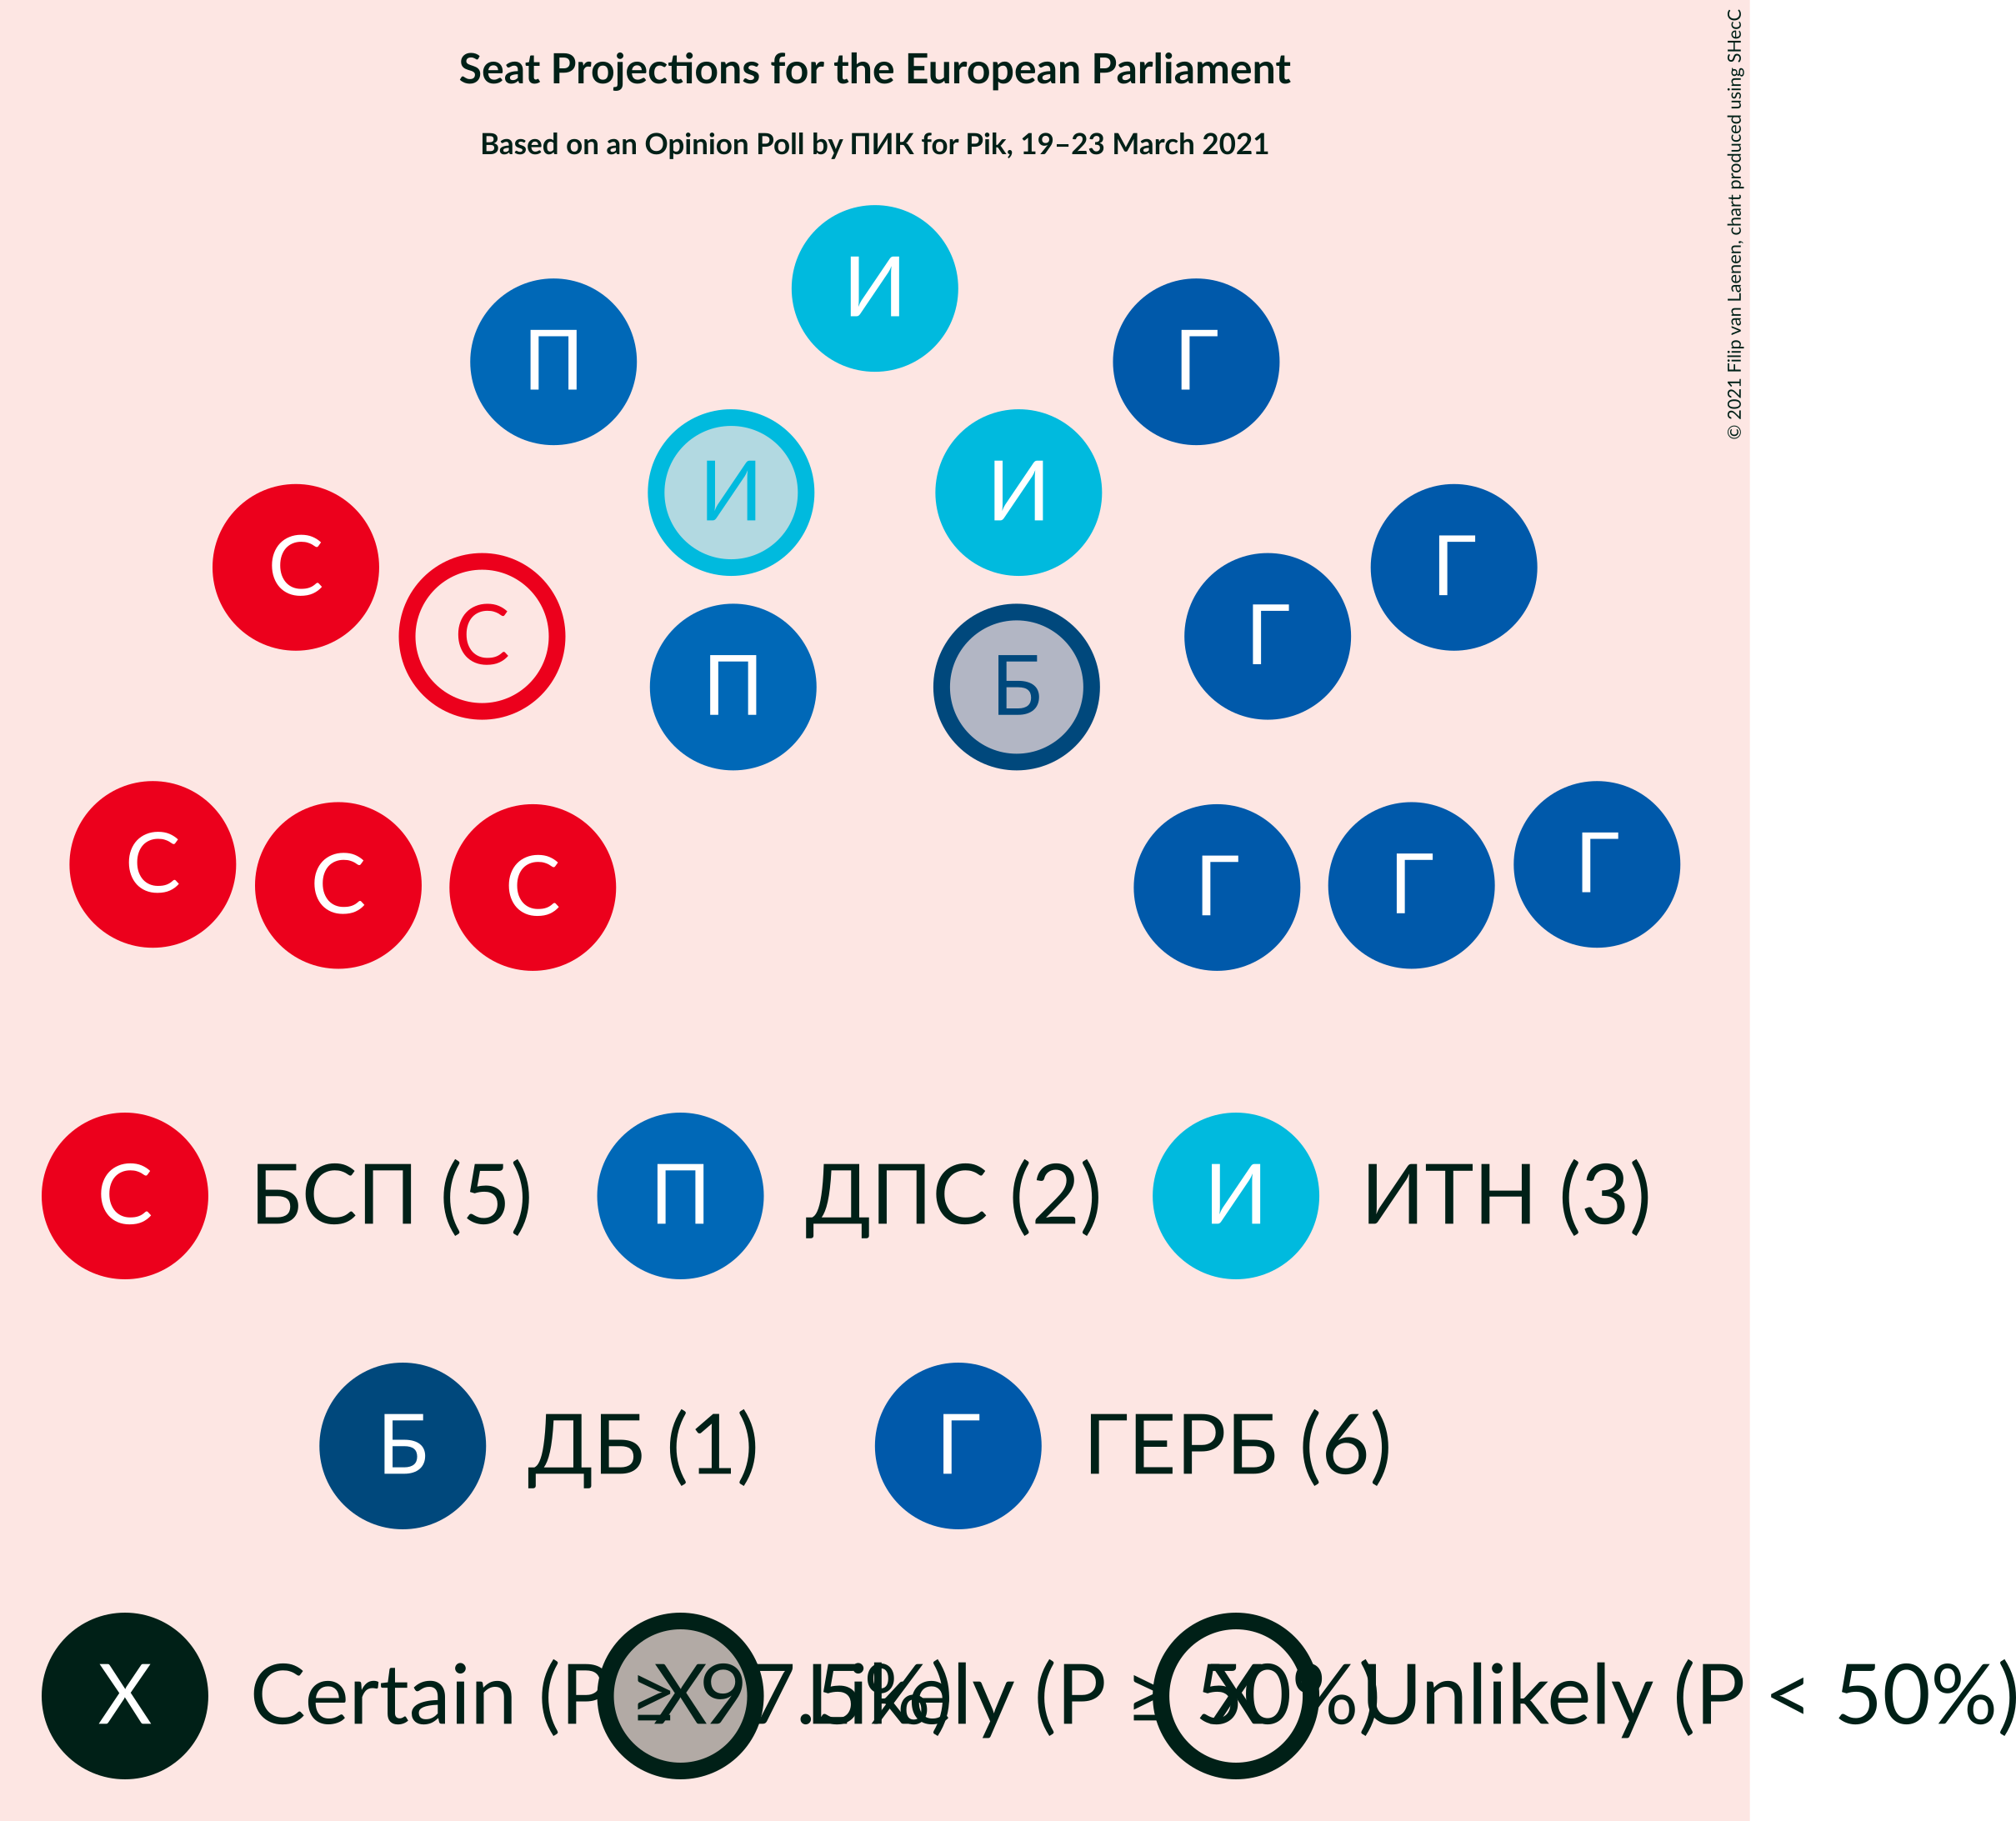 Seat Projections for the European Parliament
Based on an Opinion Poll by ПИК for Pik, 19–23 March 2021
© 2021 Filip van Laenen, chart produced using SHecC
И
П
Г
И
И
С
Г
С
Г
П
Б
С
Г
С
Г
С
Г
С БСП (5)
П ДПС (2)
И ИТН (3)
Б ДБ (1)
Г ГЕРБ (6)
X Certain (P ≥ 97.5%)
X Likely (P ≥ 50%)
X Unlikely (P < 50%)